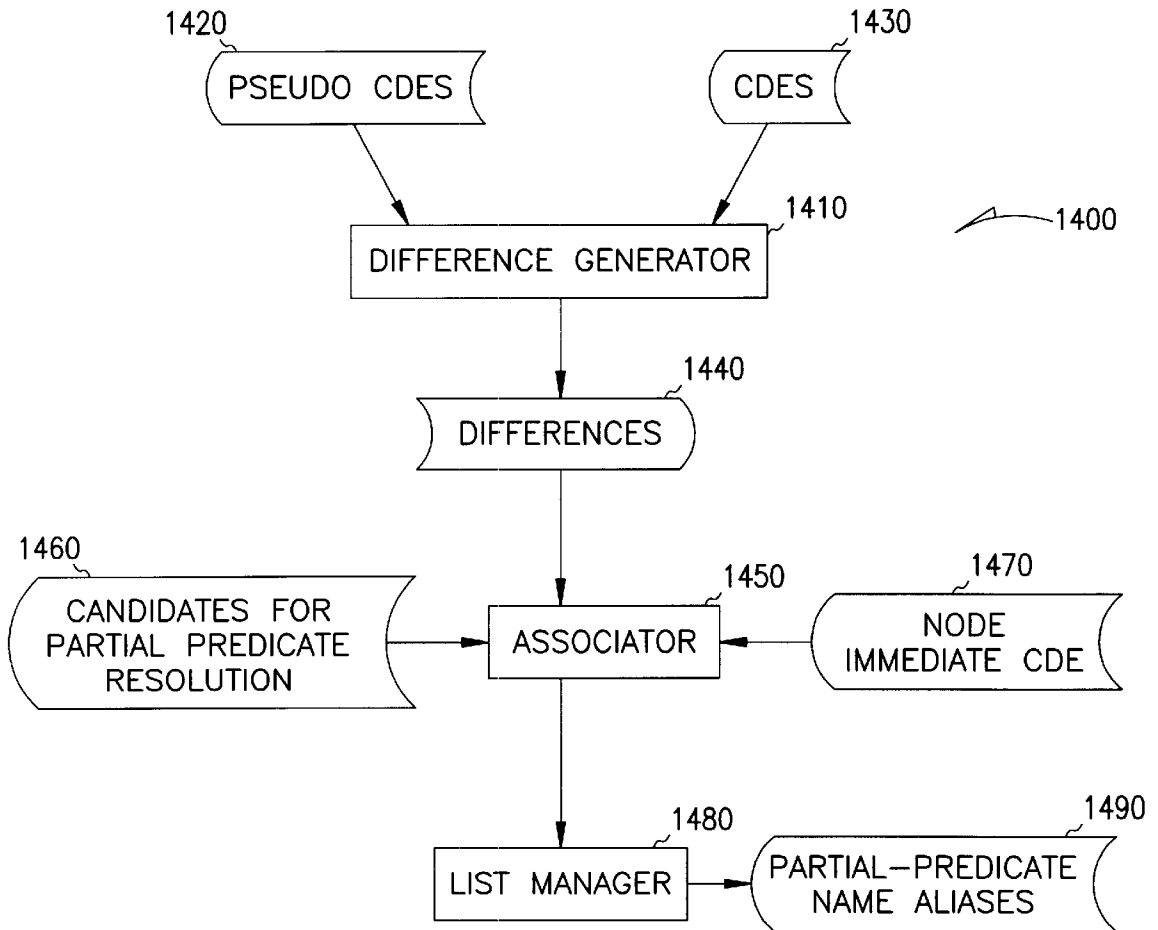 1420
1430
PSEUDO CDES
CDES
1410
1400
DIFFERENCE GENERATOR
1440
DIFFERENCES
1460
1450
1470
CANDIDATES FOR
PARTIAL PREDICATE
RESOLUTION
ASSOCIATOR
NODE
IMMEDIATE CDE
1480
1490
LIST MANAGER
PARTIAL-PREDICATE
NAME ALIASES